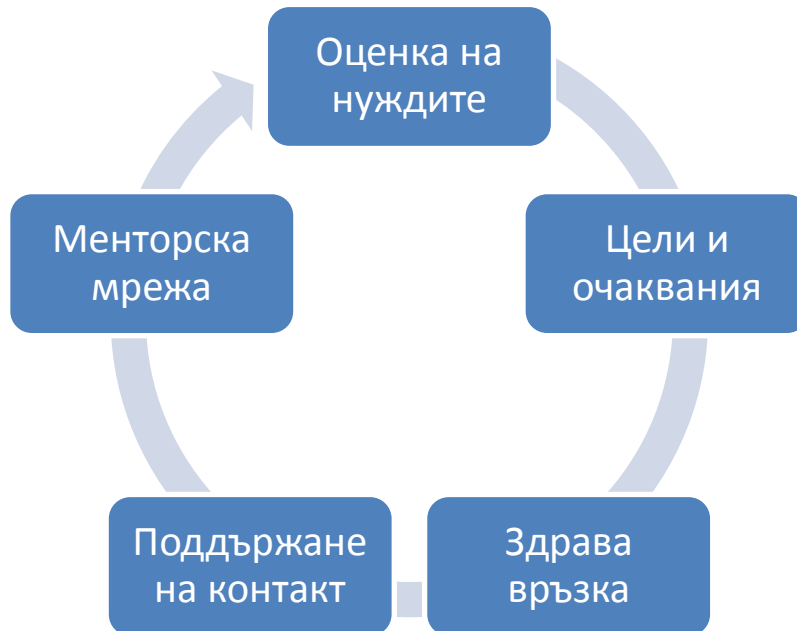 Оценка на
нуждите
Цели и
очаквания
Здрава
връзка
Поддържане
на контакт
Менторска
мрежа